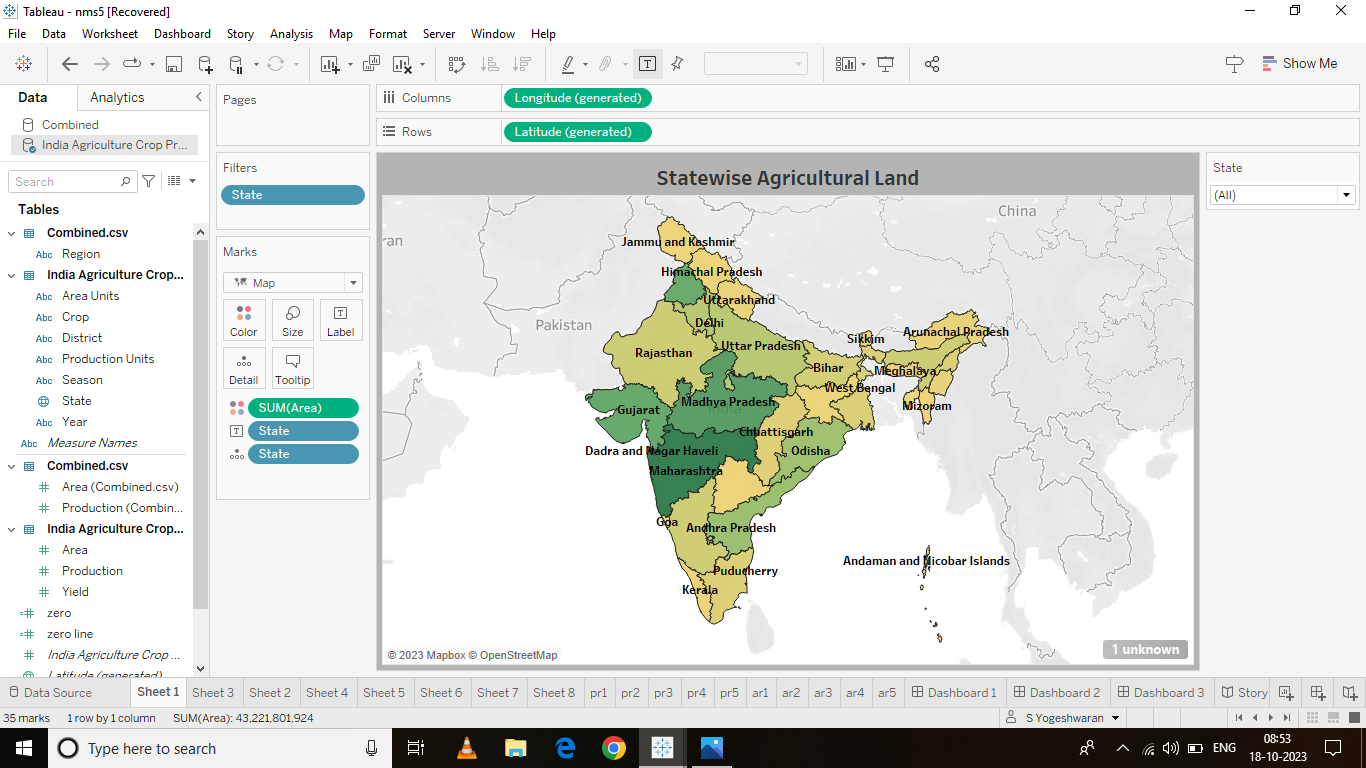 Tableau - nms5 [Recovered]
File Data Worksheet Dashboard Story Analysis Map Format Server Window Help
Show Me
Data Analytics
Combined
India Agriculture Crop Pr...
Search
Tables
Combined.csv
Abc Region
India Agriculture Crop...
Abc Area Units
Abc Crop
Abc District
Abc Production Units
Abc Season
State
Abc Year
Abc Measure Names
Combined.csv
Area (Combined.csv)
Production (Combin...
India Agriculture Crop...
Area
Production
Yield
zero
zero line
India Agriculture Crop ...
Latitude (generated)
Pages
Filters
State
Marks
Map
Color Size Label
Detail Tooltip
SUM(Area)
State
State
Columns Longitude (generated)
Rows Latitude (generated)
Statewise Agricultural Land
China
ran
Jammu and Kashmir
Himachal Pradesh
Uttarakhand
Pakistan
Delhi
Arunachal Pradesh
Sikkim
Uttar Pradesh
Rajasthan
Bihar
Meghalaya
West Bengal
Madhya Pradesh
Mizoram
India
Gujarat
Chhattisgarh
Dadra and Nagar Haveli
Odisha
Maharashtra
Goa
Andhra Pradesh
Andaman and Nicobar Islands
Puducherry
Kerala
© 2023 Mapbox © OpenStreetMap
1 unknown
State
(All)
Data Source Sheet 1 Sheet 3 Sheet 2 Sheet 4 Sheet 5 Sheet 6 Sheet 7 Sheet 8 pr1 pr2 pr3 pr4 pr5 ar1 ar2 ar3 ar4 ar5 Dashboard 1 Dashboard 2 Dashboard 3 Story
35 marks 1 row by 1 column SUM(Area): 43,221,801,924 S Yogeshwaran
Type here to search
ENG
08:53
18-10-2023